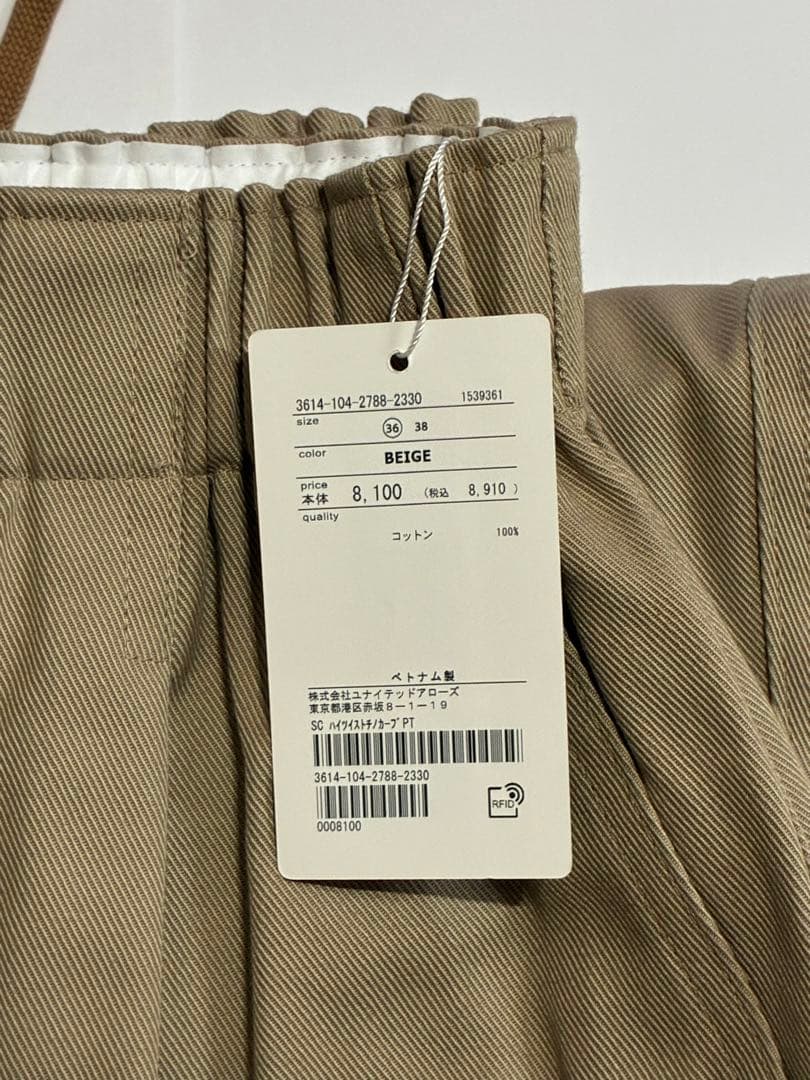 3614-104-2788-2330 1539361
size 36 38
color BEIGE
price
本体 8,100 (税込 8,910 )
quality
コットン 100%
ベトナム製
株式会社ユナイテッドアローズ
東京都港区赤坂8-1-19
SC ハイツイストチノカーブPT
3614-104-2788-2330
0008100
RFID